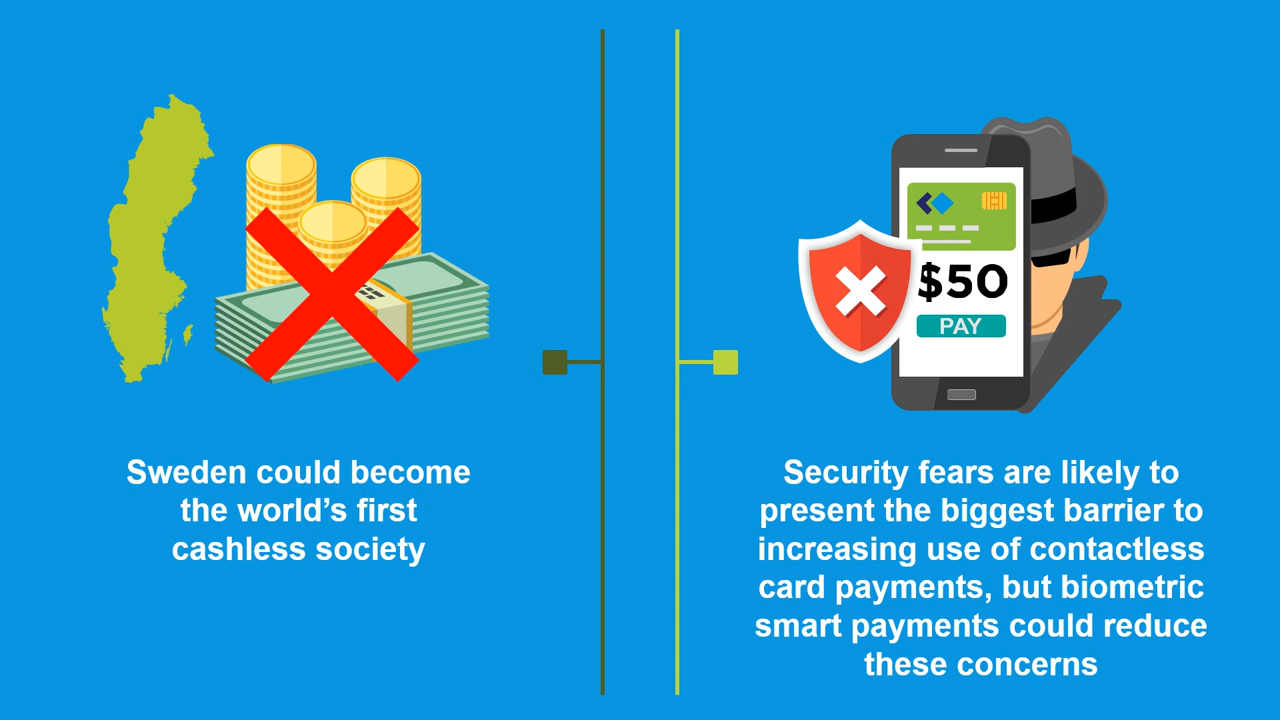 Sweden could become
the world's first
cashless society
$50
PAY
Security fears are likely to
present the biggest barrier to
increasing use of contactless
card payments, but biometric
smart payments could reduce
these concerns